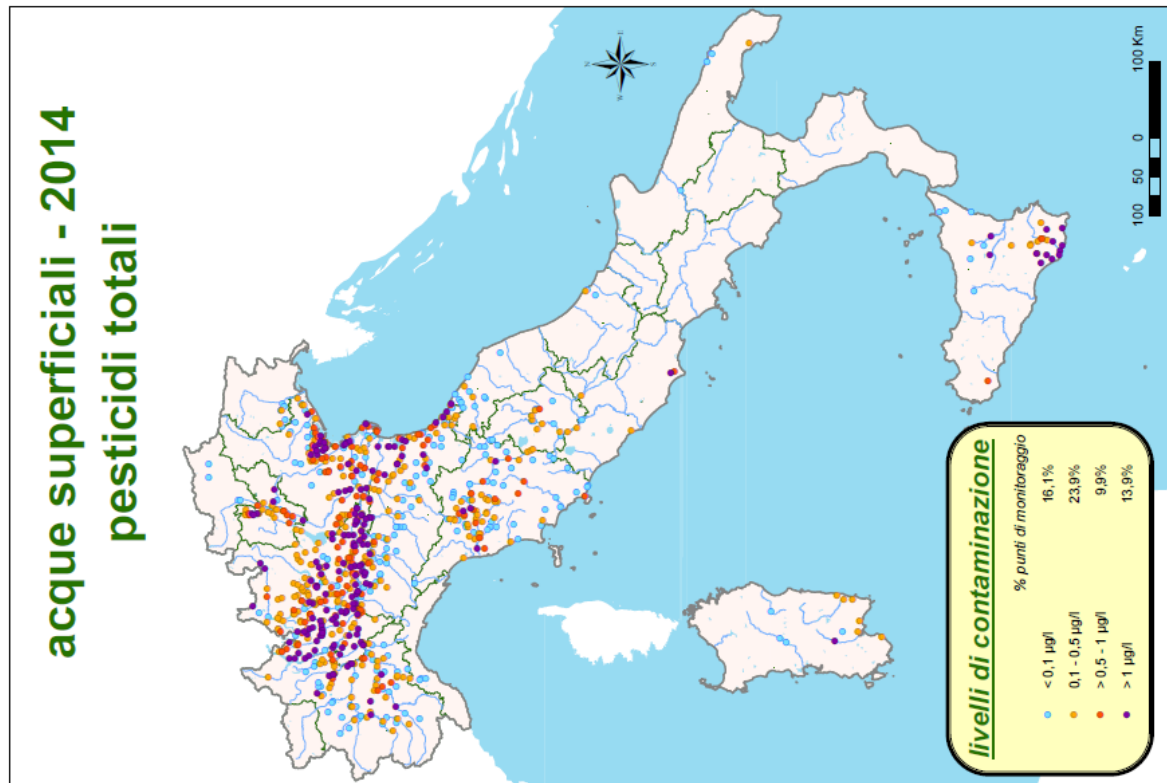 acque superficiali - 2014
pesticidi totali
N
E
S
W
100 50 0 100 Km
livelli di contaminazione
% punti di monitoraggio
< 0,1 µg/l 16,1%
0,1 - 0,5 µg/l 23,9%
> 0,5 - 1 µg/l 9,9%
> 1 µg/l 13,9%